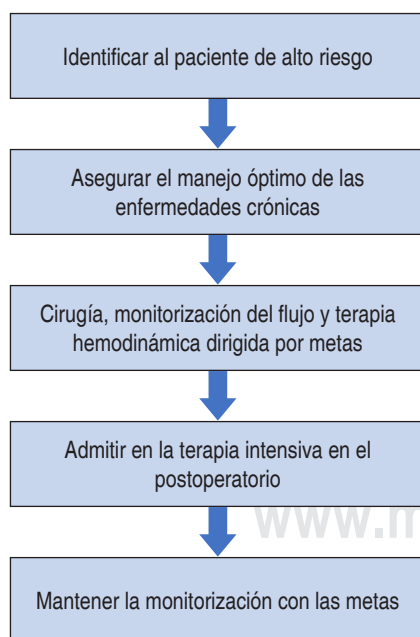 Identificar al paciente de alto riesgo
Asegurar el manejo óptimo de las
enfermedades crónicas
Cirugía, monitorización del flujo y terapia
hemodinámica dirigida por metas
Admitir en la terapia intensiva en el
postoperatorio
www.m
Mantener la monitorización con las metas